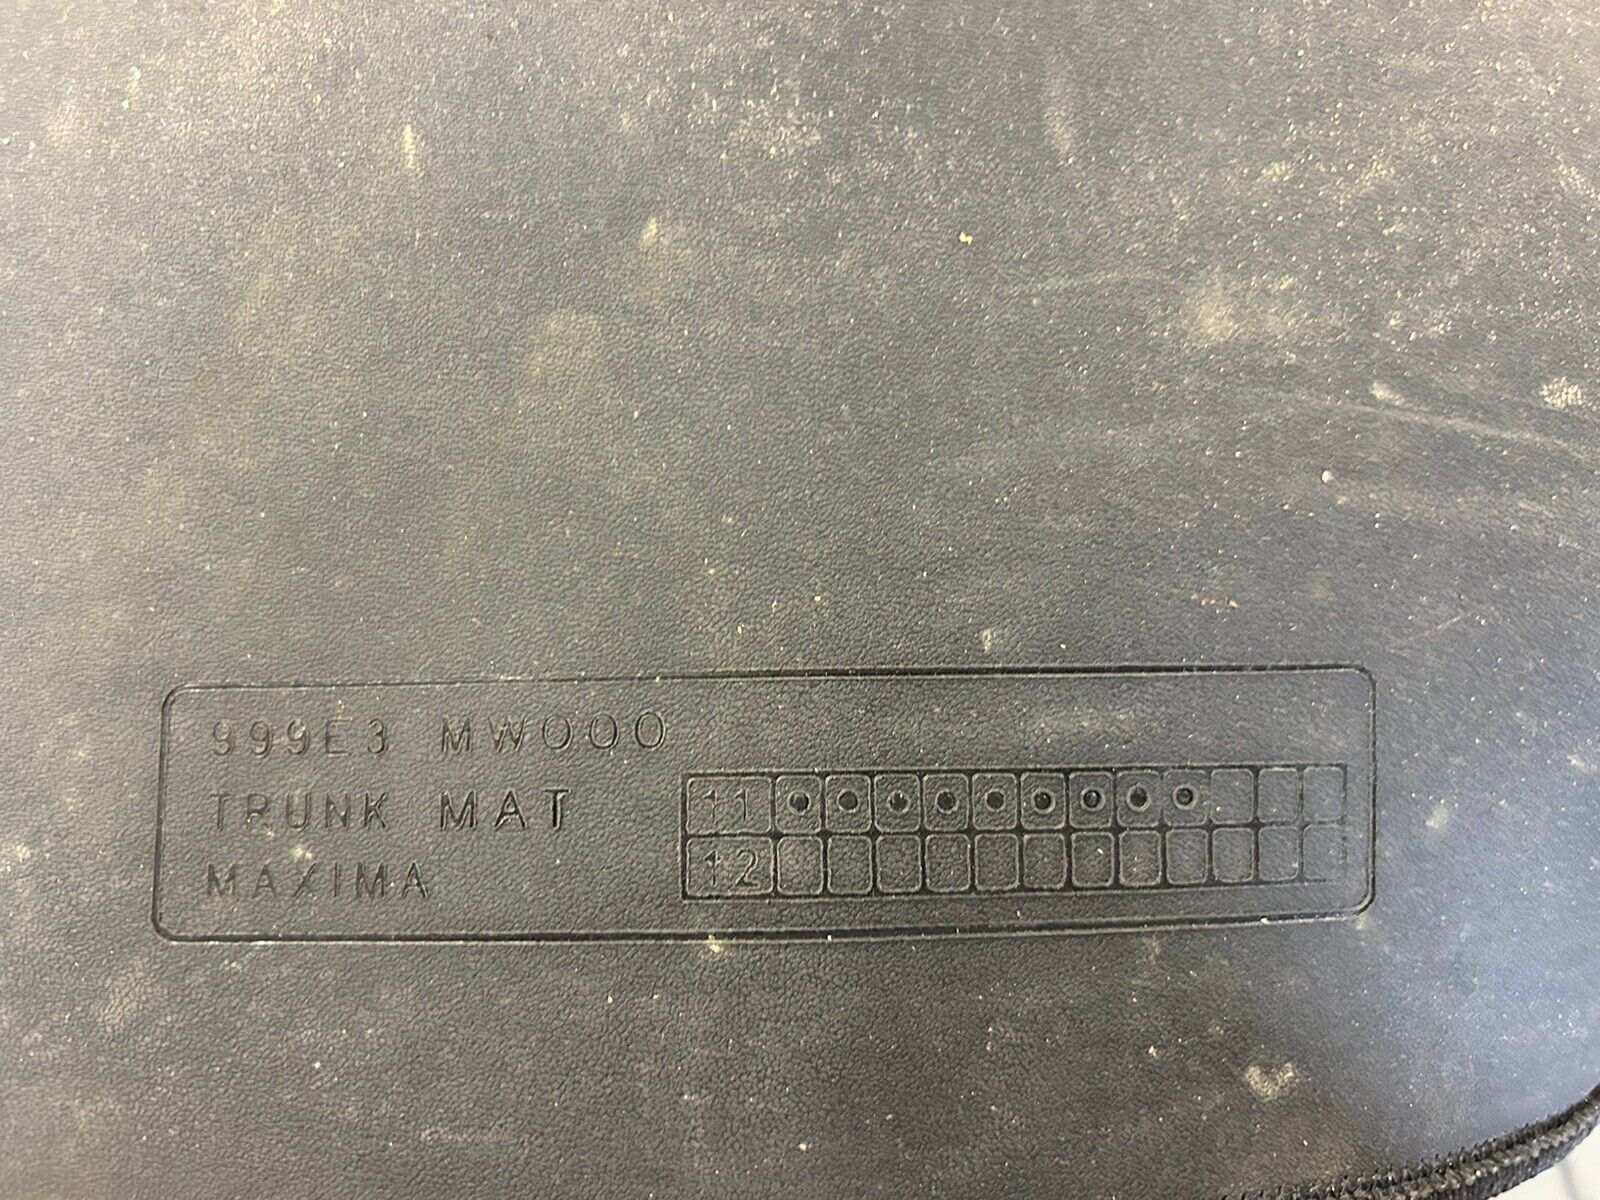 999E3 MW000
TRUNK MAT
MAXIMA
11
12